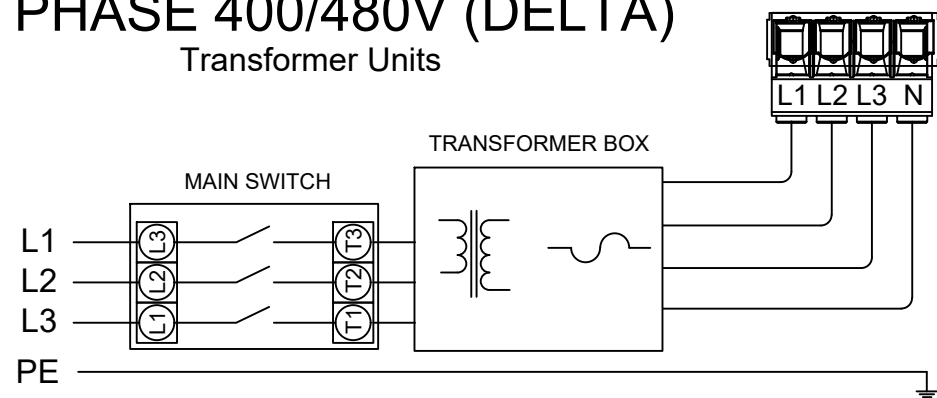 PHASE 400/480V (DELTA)
Transformer Units
L1 L2 L3 N
TRANSFORMER BOX
MAIN SWITCH
L1 L3 T3
L2 L2 T2
L3 L1 T1
PE